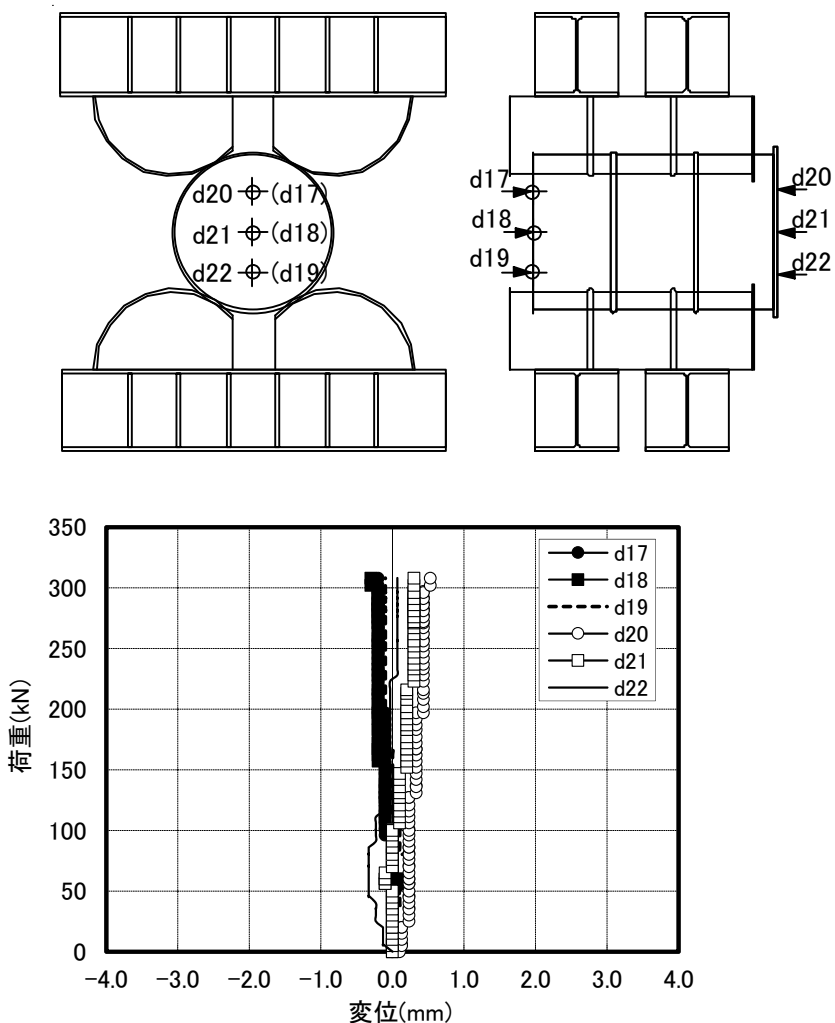 d20 (d17)
d21 (d18)
d22 (d19)
d17
d18
d19
d20
d21
d22
350
300
250
200
150
100
50
0
荷重(kN)
-4.0 -3.0 -2.0 -1.0 0.0 1.0 2.0 3.0 4.0
変位(mm)
d17
d18
d19
d20
d21
d22